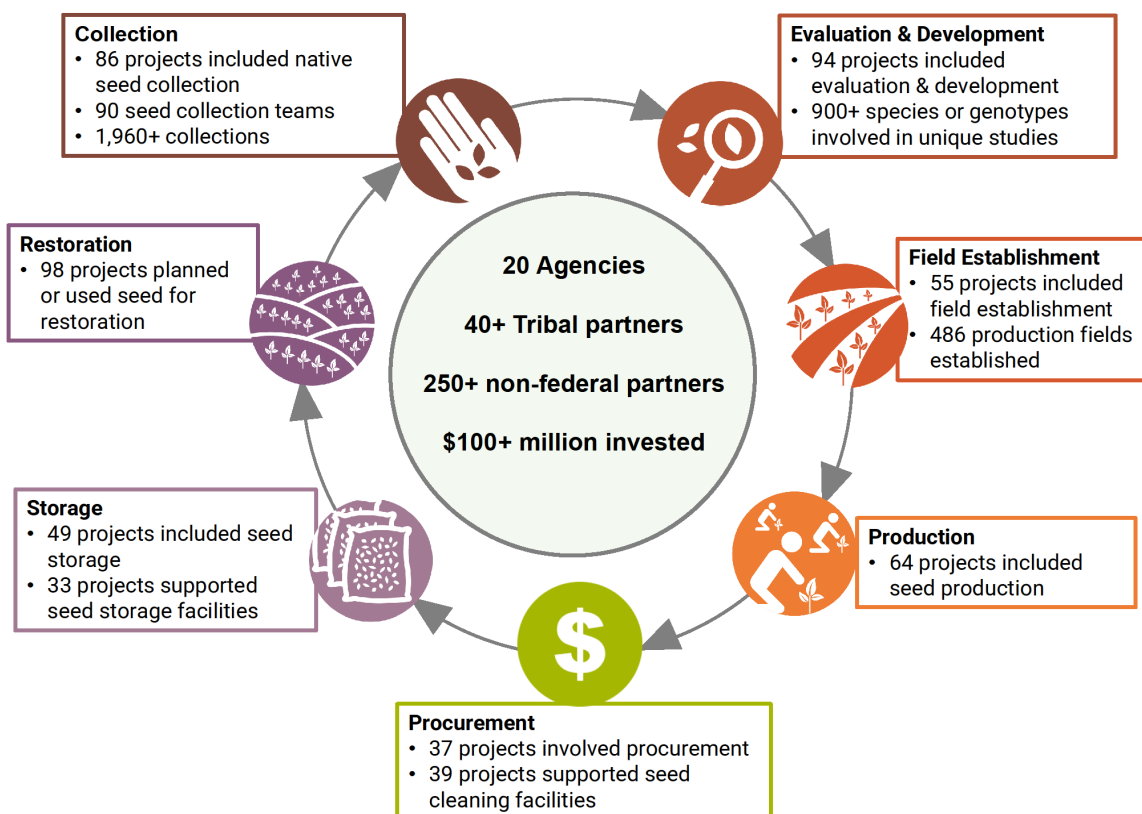 Collection
• 86 projects included native
seed collection
• 90 seed collection teams
• 1,960+ collections
Evaluation & Development
• 94 projects included
evaluation & development
• 900+ species or genotypes
involved in unique studies
Restoration
• 98 projects planned
or used seed for
restoration
20 Agencies
40+ Tribal partners
250+ non-federal partners
$100+ million invested
Field Establishment
• 55 projects included
field establishment
• 486 production fields
established
Storage
• 49 projects included seed
storage
• 33 projects supported
seed storage facilities
Production
• 64 projects included
seed production
$
Procurement
• 37 projects involved procurement
• 39 projects supported seed
cleaning facilities